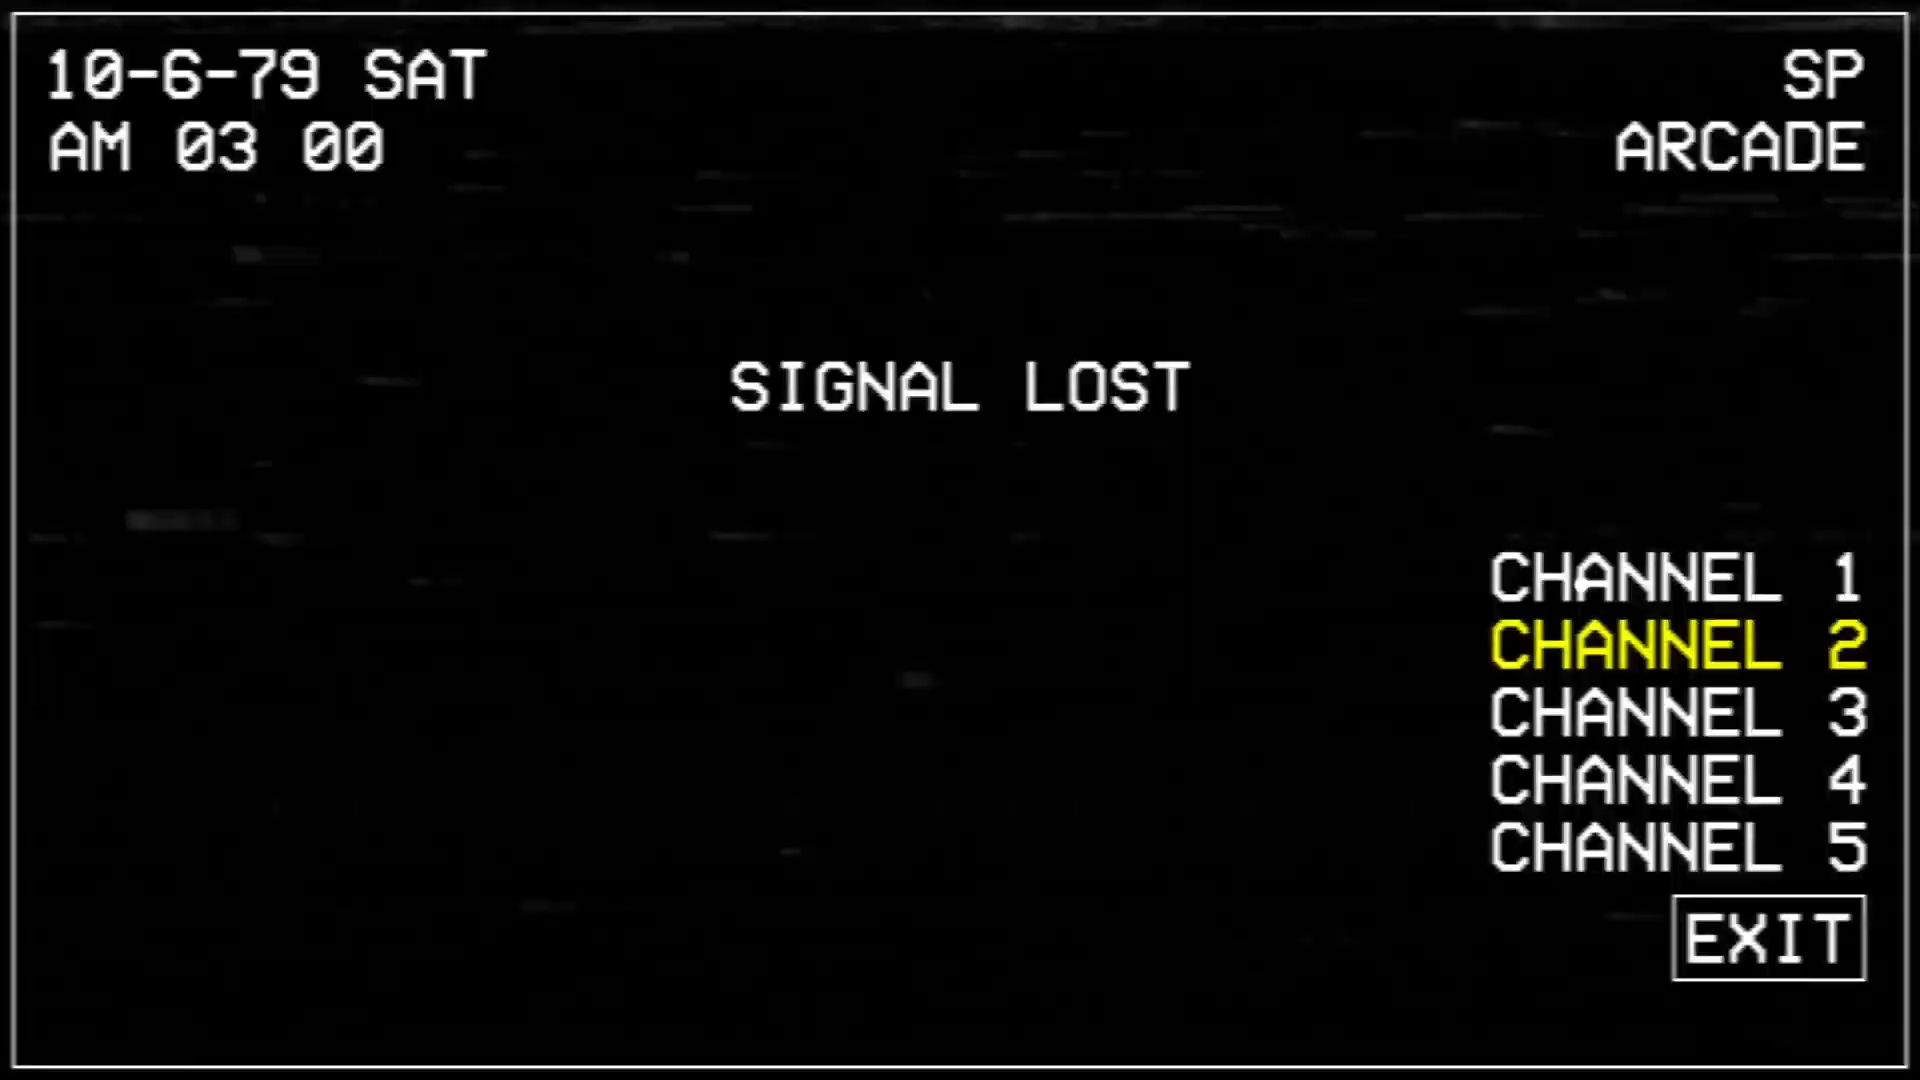 10-6-79 SAT
AM 03 00
SP
ARCADE
SIGNAL LOST
CHANNEL 1
CHANNEL 2
CHANNEL 3
CHANNEL 4
CHANNEL 5
EXIT